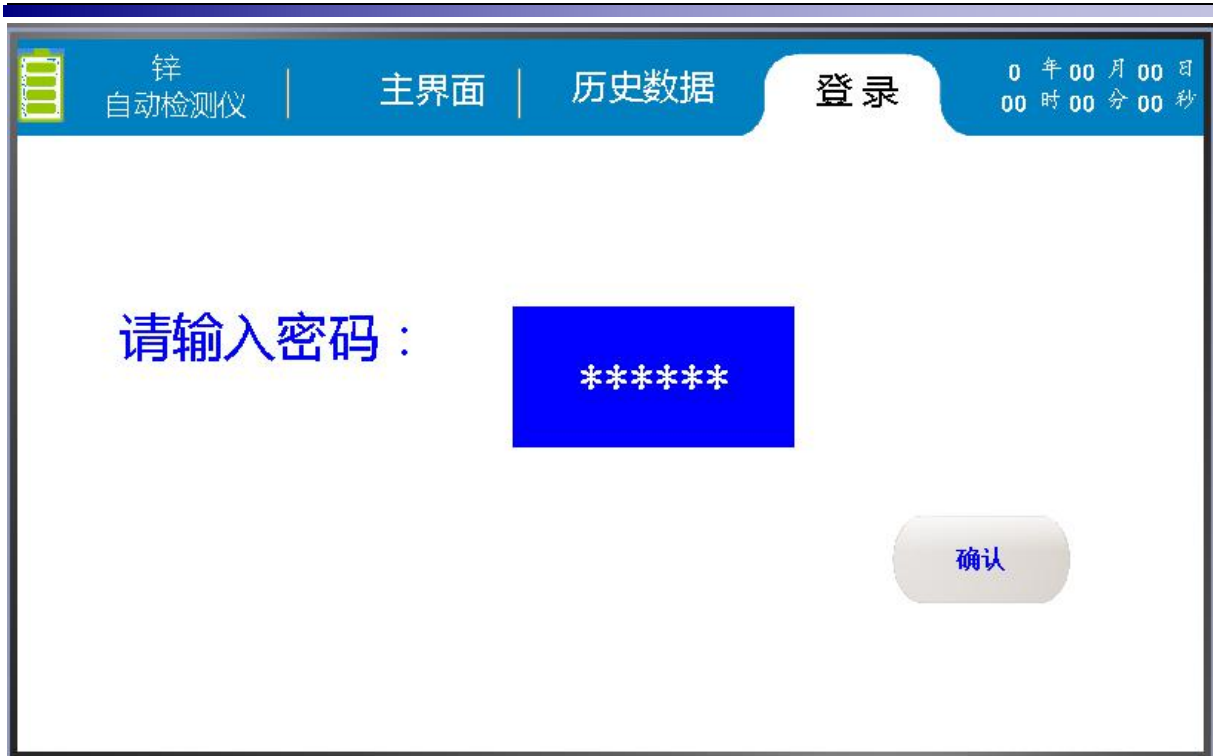 锌
自动检测仪
主界面
历史数据
登录
0 年 00 月 00 日
00 时 00 分 00 秒
请输入密码：
******
确认